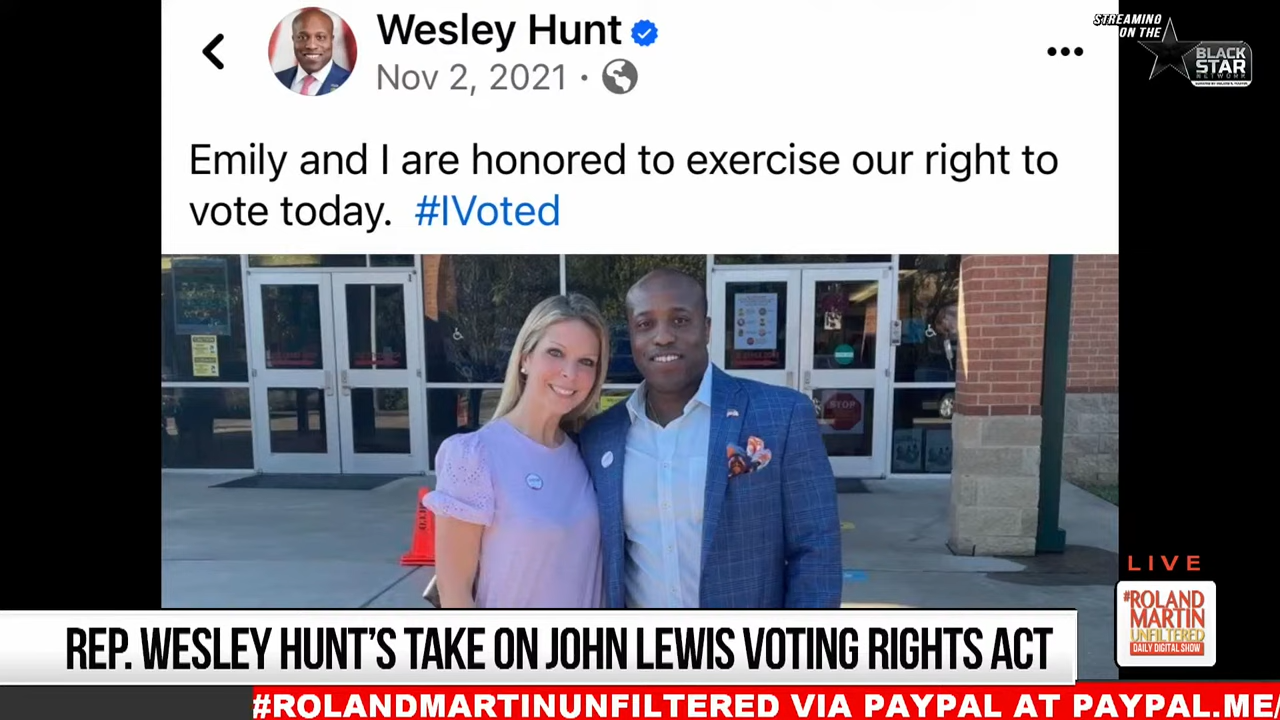 Wesley Hunt
Nov 2, 2021 ·
STREAMING
ON THE
BLACK
STAR
NETWORK
Emily and I are honored to exercise our right to
vote today. #IVoted
STOP
LIVE
#ROLAND
MARTIN
UNFILTERED
DAILY DIGITAL SHOW
REP. WESLEY HUNT'S TAKE ON JOHN LEWIS VOTING RIGHTS ACT
#ROLANDMARTINUNFILTERED VIA PAYPAL AT PAYPAL.ME/